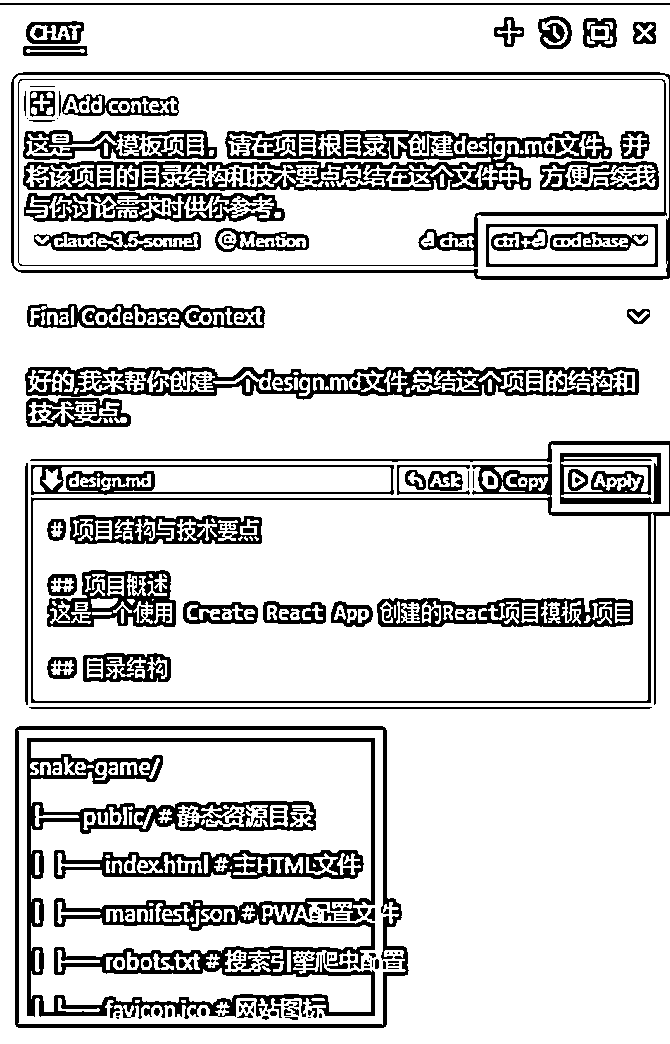 CHAT
Add context
这是一个模板项目，请在项目根目录下创建design.md文件，并
将该项目的目录结构和技术要点总结在这个文件中，方便后续我
与你讨论需求时供你参考。
claude-3.5-sonnet @Mention chat ctrl+ codebase
Final Codebase Context
好的,我来帮你创建一个design.md文件,总结这个项目的结构和
技术要点。
design.md Ask Copy Apply
# 项目结构与技术要点
## 项目概述
这是一个使用 Create React App 创建的React项目模板,项目
## 目录结构
snake-game/
├── public/ # 静态资源目录
│ ├── index.html # 主HTML文件
│ ├── manifest.json # PWA配置文件
│ ├── robots.txt # 搜索引擎爬虫配置
│ ├── favicon.ico # 网站图标